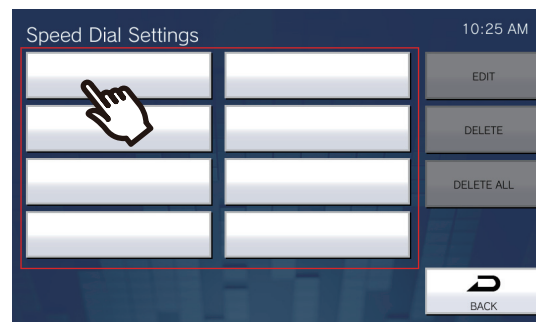 Speed Dial Settings
10:25 AM
EDIT
DELETE
DELETE ALL
BACK